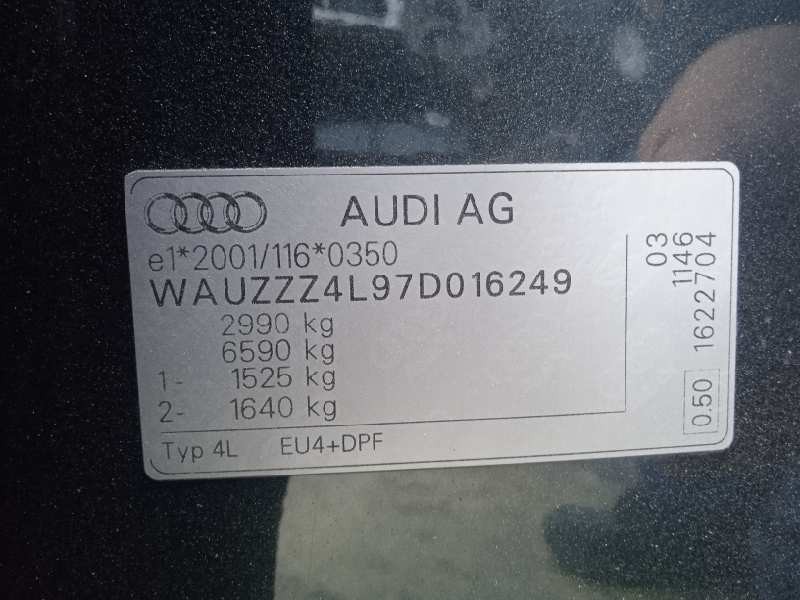 AUDI AG
e1*2001/116*0350
WAUZZZ4L97D016249
2990 kg
6590 kg
1- 1525 kg
2- 1640 kg
Typ 4L EU4+DPF
03
1146
1622704
0.50